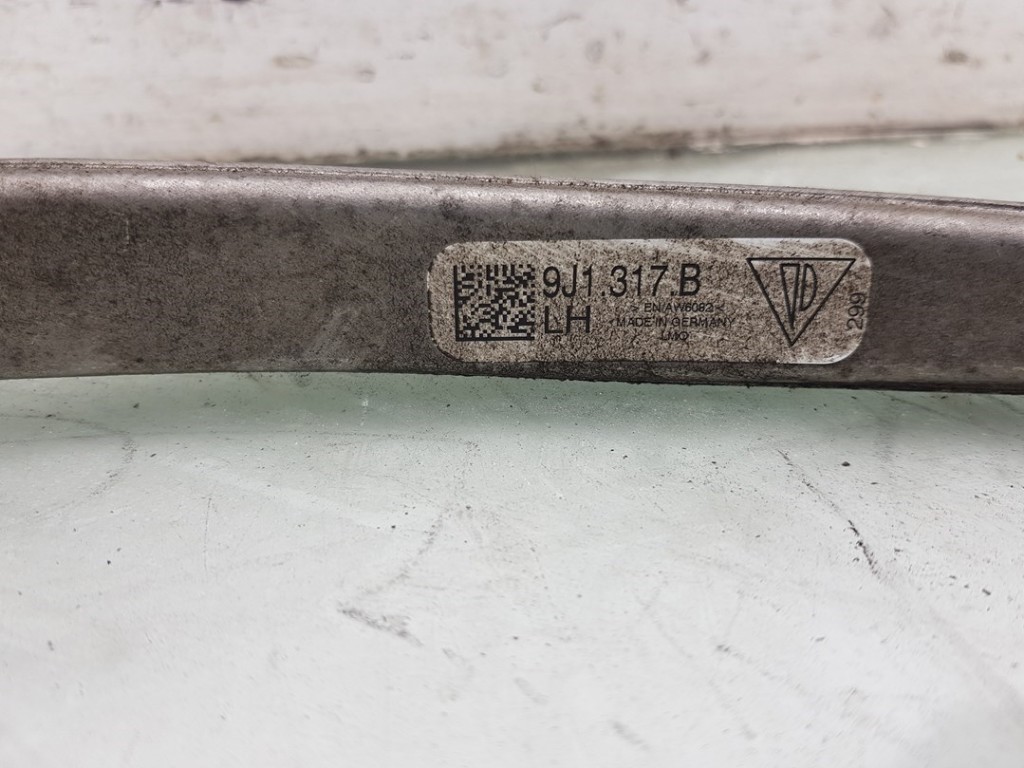 9J1.317.B
LH
EN AW6082
MADE IN GERMANY
299